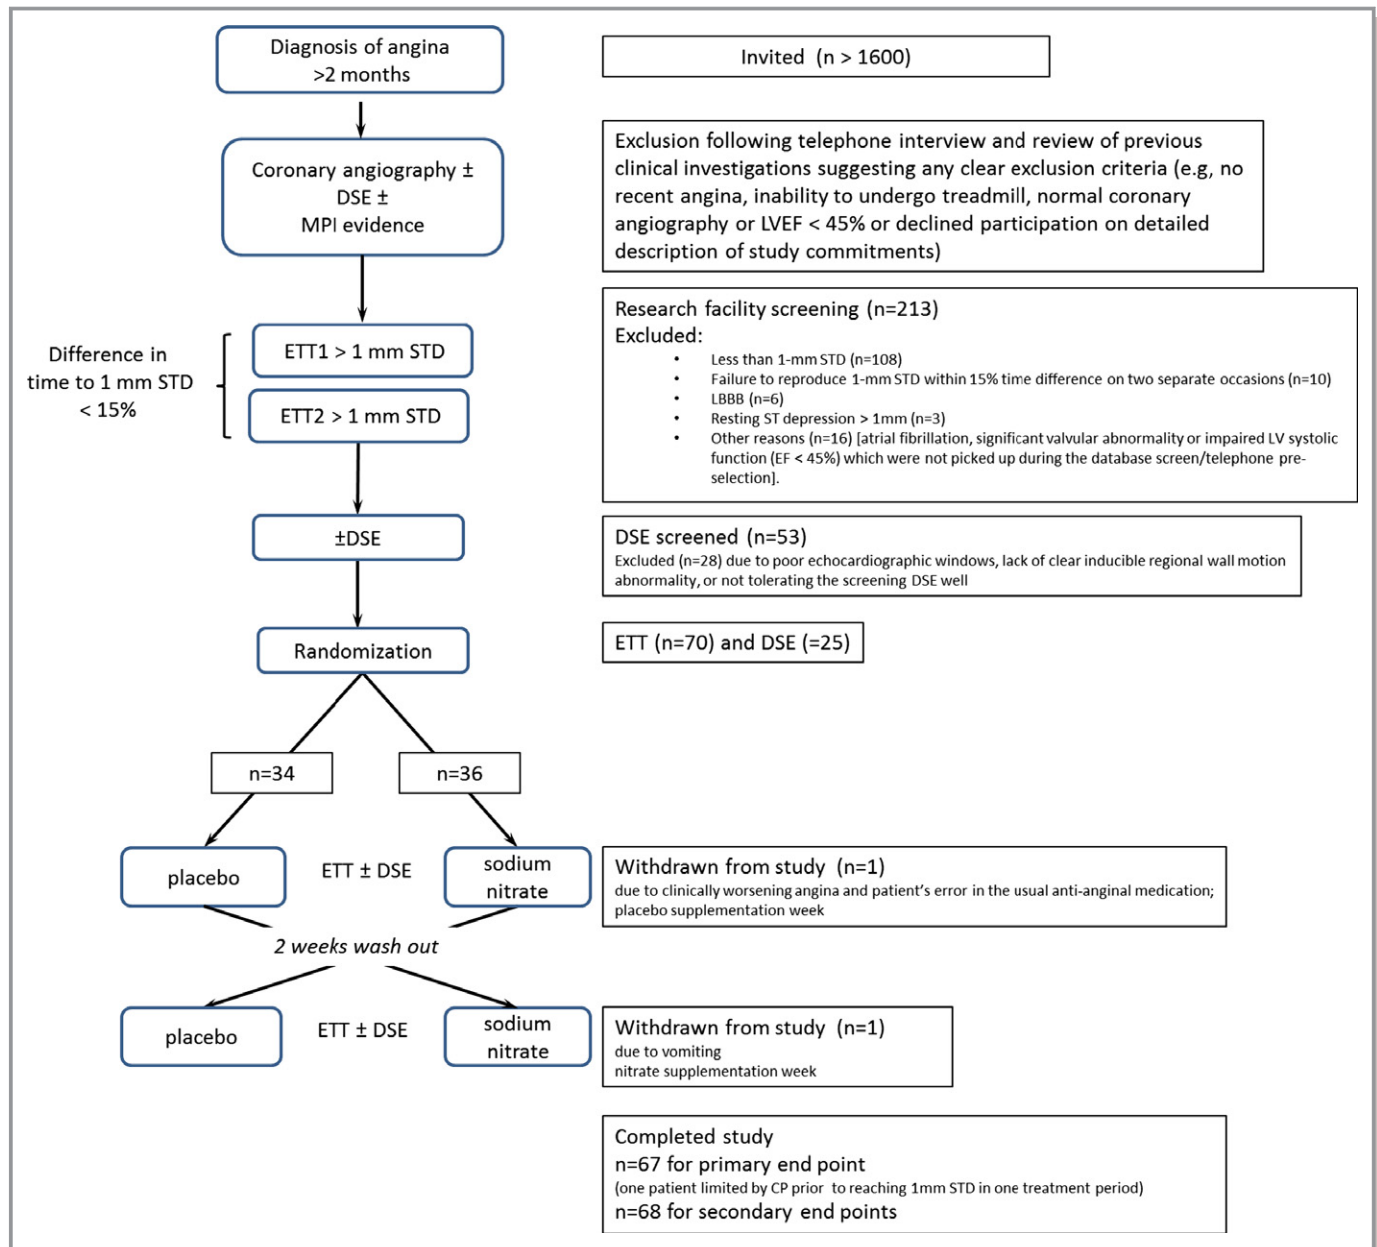 Diagnosis of angina
>2 months
Invited (n > 1600)
Coronary angiography ±
DSE ±
MPI evidence
Exclusion following telephone interview and review of previous
clinical investigations suggesting any clear exclusion criteria (e.g, no
recent angina, inability to undergo treadmill, normal coronary
angiography or LVEF < 45% or declined participation on detailed
description of study commitments)
Difference in
time to 1 mm STD
< 15%
ETT1 > 1 mm STD
ETT2 > 1 mm STD
Research facility screening (n=213)
Excluded:
• Less than 1-mm STD (n=108)
• Failure to reproduce 1-mm STD within 15% time difference on two separate occasions (n=10)
• LBBB (n=6)
• Resting ST depression > 1mm (n=3)
• Other reasons (n=16) [atrial fibrillation, significant valvular abnormality or impaired LV systolic
function (EF < 45%) which were not picked up during the database screen/telephone pre-
selection].
±DSE
DSE screened (n=53)
Excluded (n=28) due to poor echocardiographic windows, lack of clear inducible regional wall motion
abnormality, or not tolerating the screening DSE well
Randomization
ETT (n=70) and DSE (=25)
n=34
n=36
placebo
ETT ± DSE
sodium
nitrate
Withdrawn from study (n=1)
due to clinically worsening angina and patient's error in the usual anti-anginal medication;
placebo supplementation week
2 weeks wash out
placebo
ETT ± DSE
sodium
nitrate
Withdrawn from study (n=1)
due to vomiting
nitrate supplementation week
Completed study
n=67 for primary end point
(one patient limited by CP prior to reaching 1mm STD in one treatment period)
n=68 for secondary end points